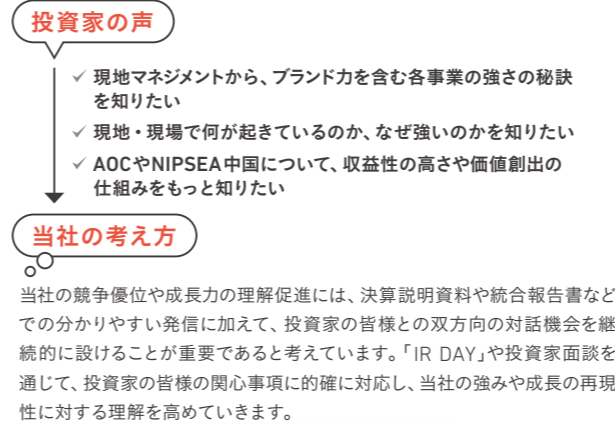 投資家の声
✓ 現地マネジメントから、ブランド力を含む各事業の強さの秘訣
を知りたい
✓ 現地・現場で何が起きているのか、なぜ強いのかを知りたい
✓ AOCやNIPSEA中国について、収益性の高さや価値創出の
仕組みをもっと知りたい
当社の考え方
当社の競争優位や成長力の理解促進には、決算説明資料や統合報告書など
での分かりやすい発信に加えて、投資家の皆様との双方向の対話機会を継
続的に設けることが重要であると考えています。「IR DAY」や投資家面談を
通じて、投資家の皆様の関心事項に的確に対応し、当社の強みや成長の再現
性に対する理解を高めていきます。